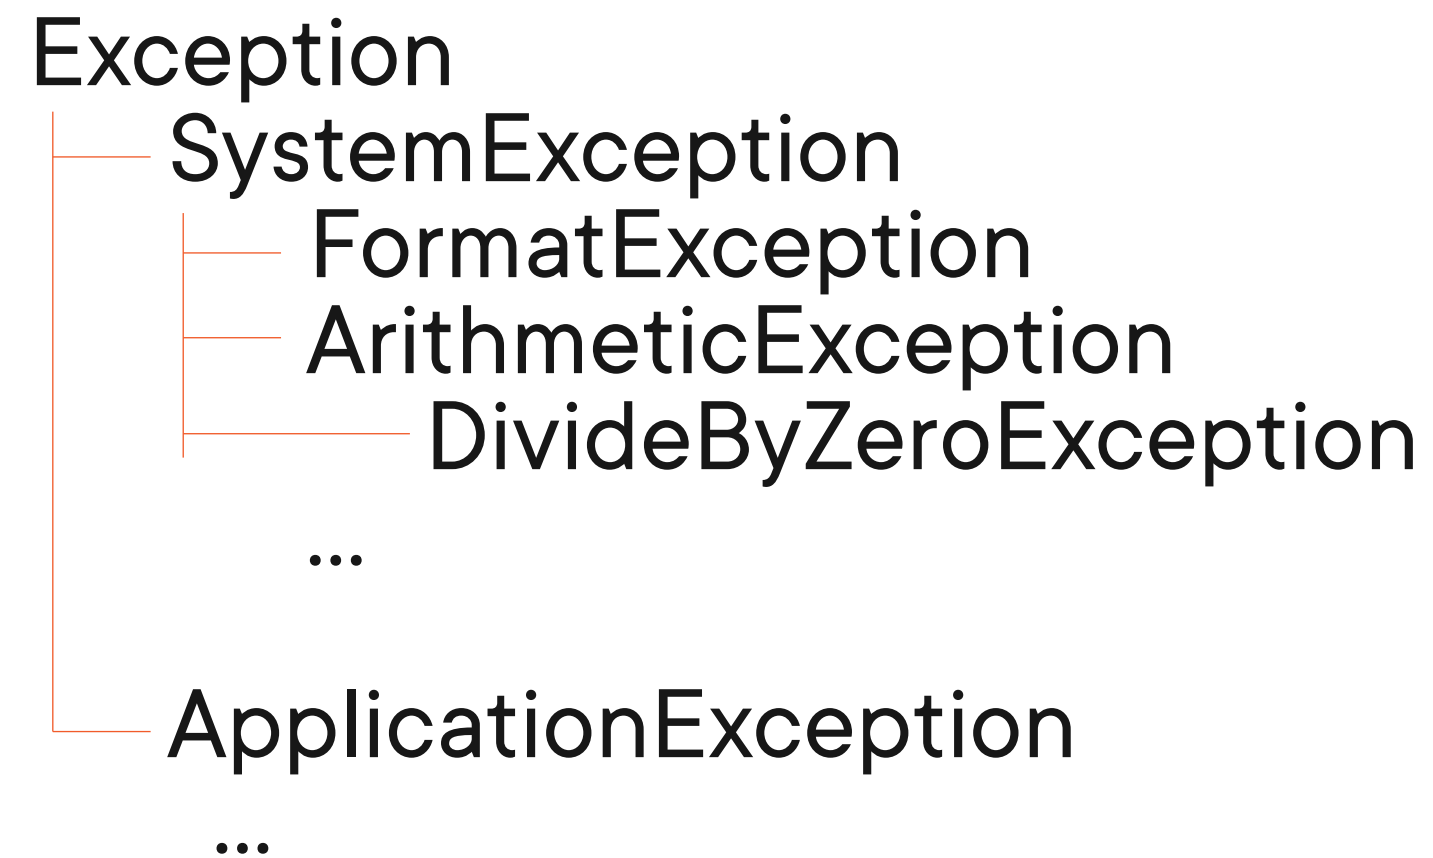 Exception
SystemException
FormatException
ArithmeticException
DivideByZeroException
...
ApplicationException
...